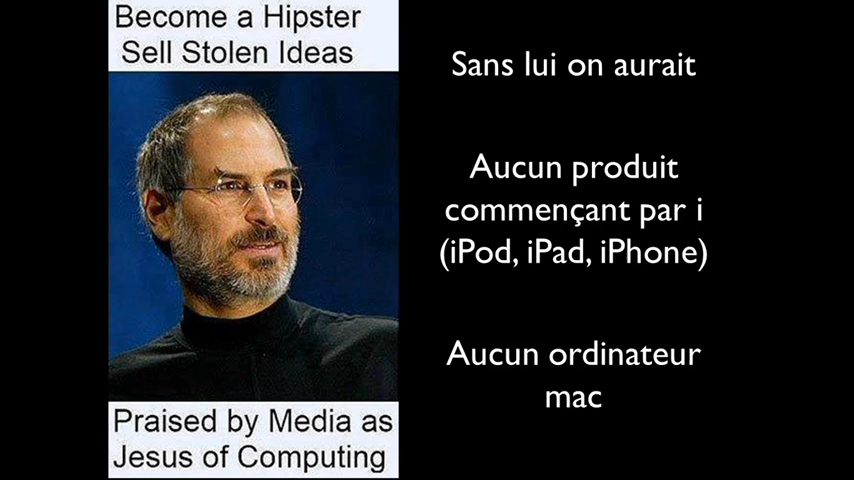 Become a Hipster
Sell Stolen Ideas
Praised by Media as
Jesus of Computing
Sans lui on aurait
Aucun produit
commençant par i
(iPod, iPad, iPhone)
Aucun ordinateur
mac